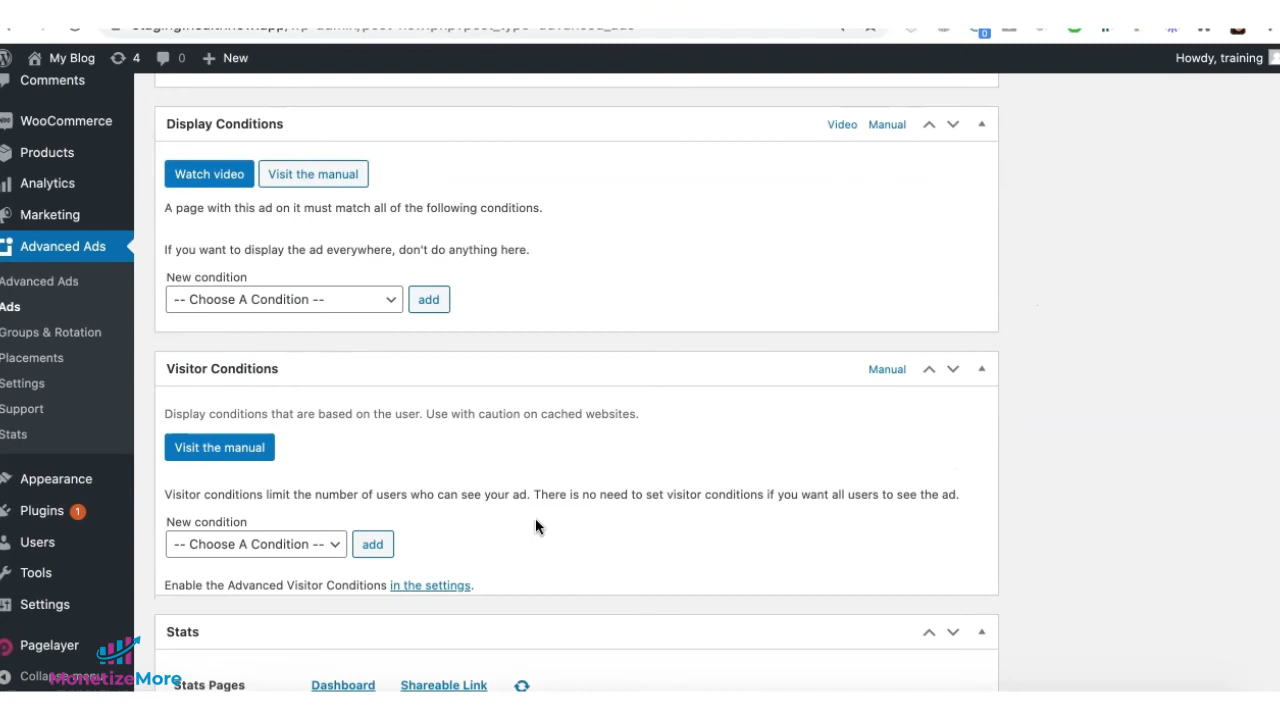 My Blog 4 0 New Howdy, training
Comments
WooCommerce
Products
Analytics
Marketing
Advanced Ads
Advanced Ads
Ads
Groups & Rotation
Placements
Settings
Support
Stats
Appearance
Plugins 1
Users
Tools
Settings
Pagelayer
MonetizeMore
Display Conditions Video Manual
Watch video Visit the manual
A page with this ad on it must match all of the following conditions.
If you want to display the ad everywhere, don't do anything here.
New condition
-- Choose A Condition -- add
Visitor Conditions Manual
Display conditions that are based on the user. Use with caution on cached websites.
Visit the manual
Visitor conditions limit the number of users who can see your ad. There is no need to set visitor conditions if you want all users to see the ad.
New condition
-- Choose A Condition -- add
Enable the Advanced Visitor Conditions in the settings.
Stats
Stats Pages Dashboard Shareable Link